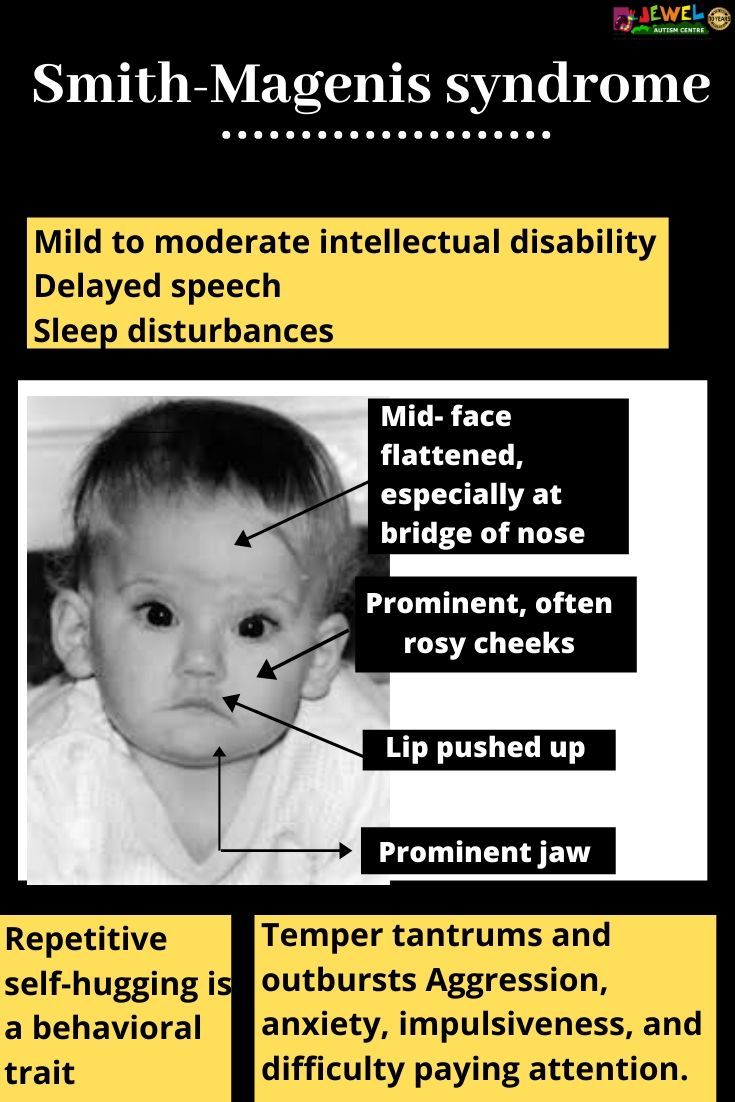 JEWEL
AUTISM CENTRE
10 YEARS
Smith-Magenis syndrome
Mild to moderate intellectual disability
Delayed speech
Sleep disturbances
Mid- face
flattened,
especially at
bridge of nose
Prominent, often
rosy cheeks
Lip pushed up
Prominent jaw
Repetitive
self-hugging is
a behavioral
trait
Temper tantrums and
outbursts Aggression,
anxiety, impulsiveness, and
difficulty paying attention.